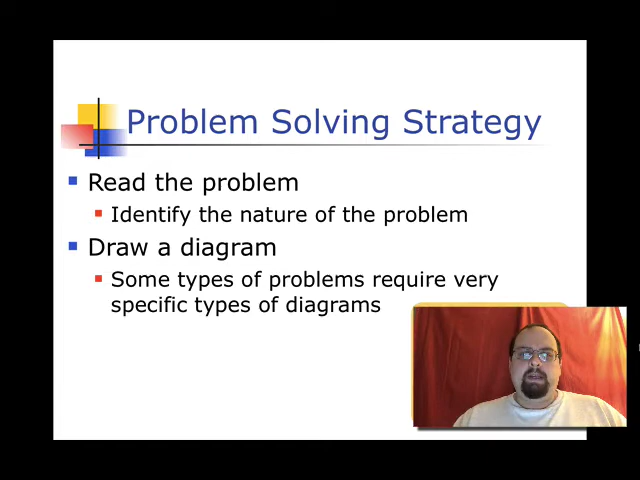 Problem Solving Strategy
Read the problem
Identify the nature of the problem
Draw a diagram
Some types of problems require very
specific types of diagrams